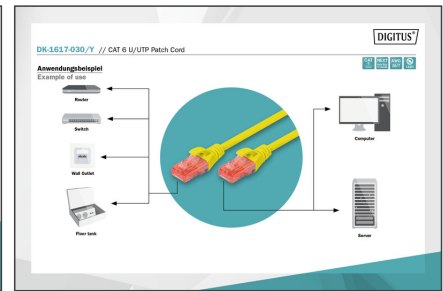 DIGITUS®
DK-1617-030/Y // CAT 6 U/UTP Patch Cord
Anwendungsbeispiel
Example of use
CAT
Router
Switch
Wall Outlet
Floor tank
Computer
Server